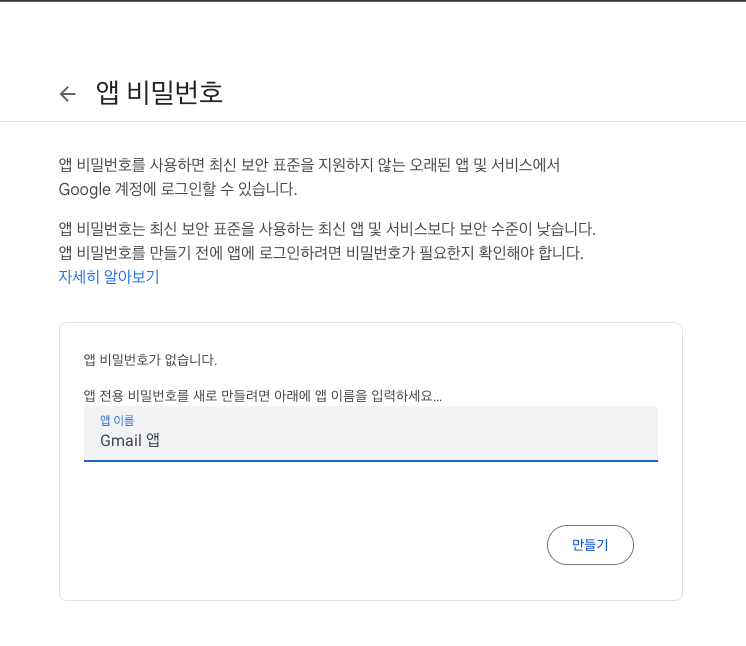 앱 비밀번호
앱 비밀번호를 사용하면 최신 보안 표준을 지원하지 않는 오래된 앱 및 서비스에서
Google 계정에 로그인할 수 있습니다.
앱 비밀번호는 최신 보안 표준을 사용하는 최신 앱 및 서비스보다 보안 수준이 낮습니다.
앱 비밀번호를 만들기 전에 앱에 로그인하려면 비밀번호가 필요한지 확인해야 합니다.
자세히 알아보기
앱 비밀번호가 없습니다.
앱 전용 비밀번호를 새로 만들려면 아래에 앱 이름을 입력하세요...
앱 이름
Gmail 앱
만들기